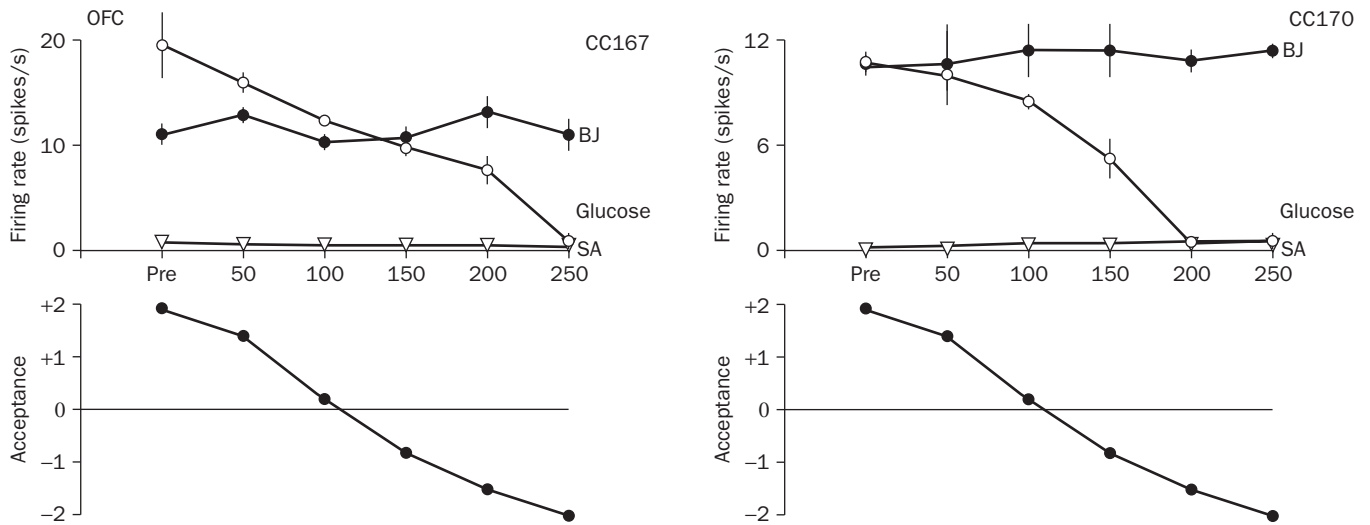 OFC
CC167
20
10
0
Firing rate (spikes/s)
BJ
Glucose
SA
Pre 50 100 150 200 250
+2
+1
0
−1
−2
Acceptance
CC170
12
6
0
Firing rate (spikes/s)
BJ
Glucose
SA
Pre 50 100 150 200 250
+2
+1
0
−1
−2
Acceptance